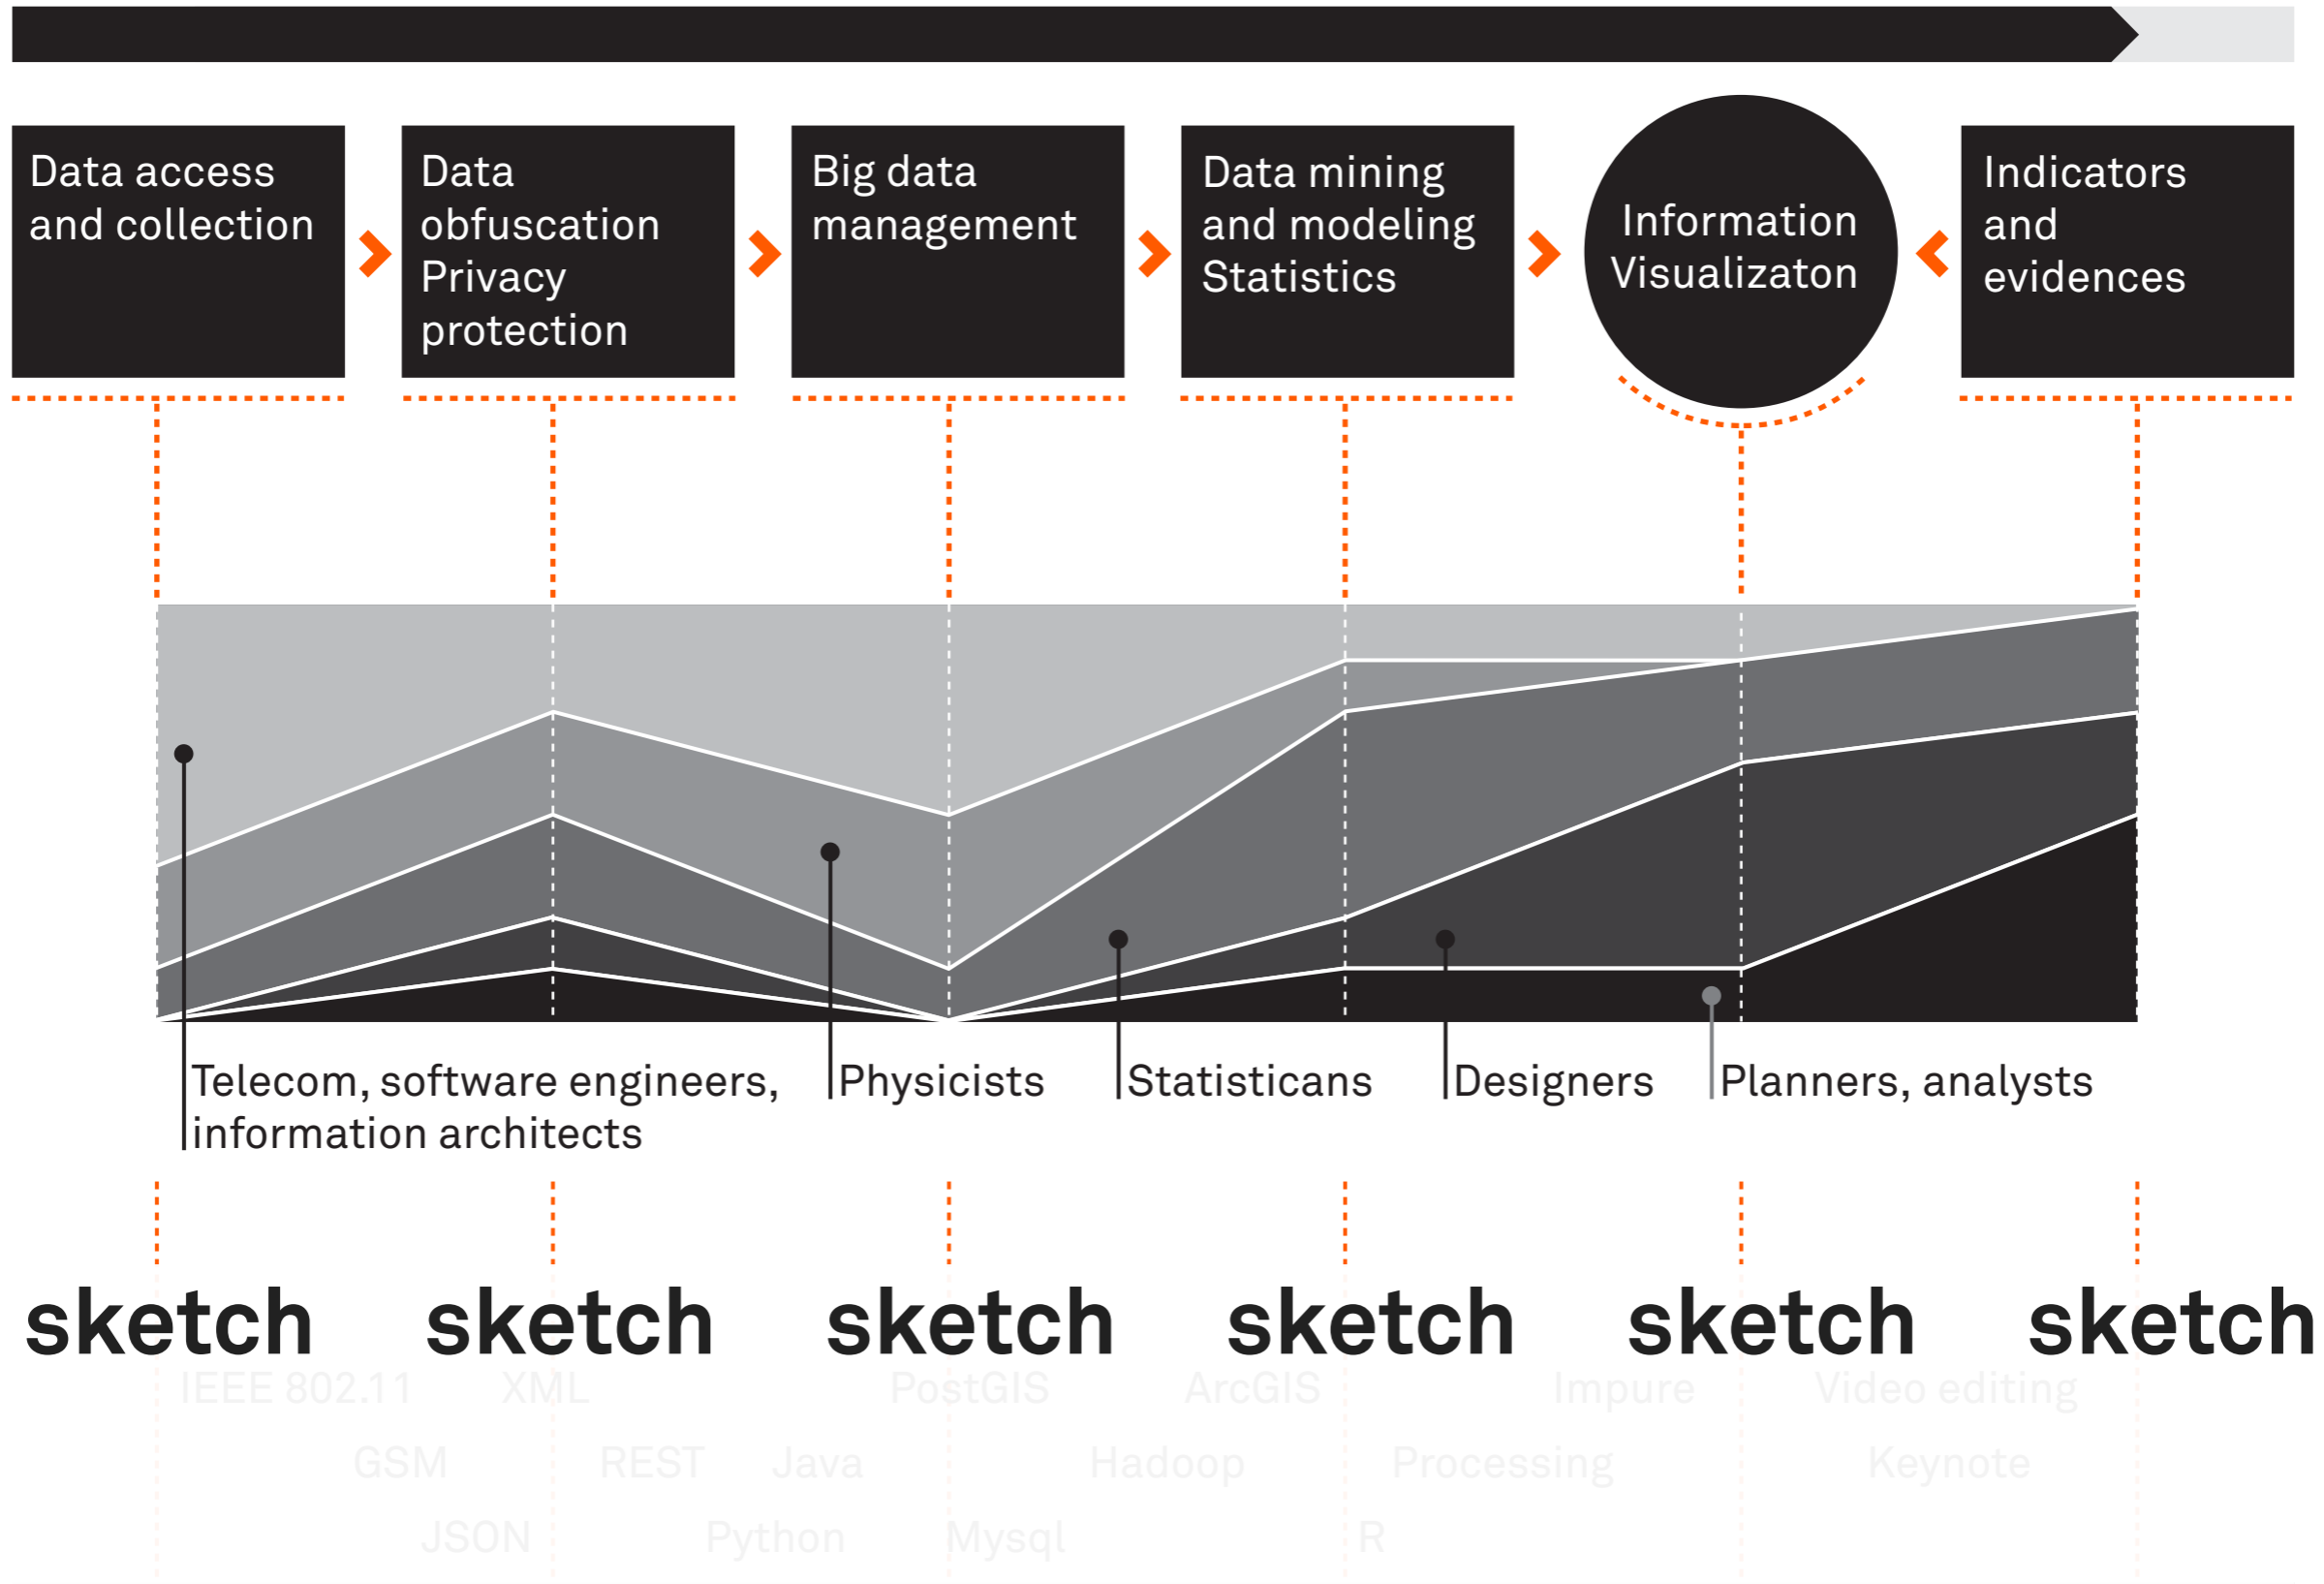 Data access
and collection
Data
obfuscation
Privacy
protection
Big data
management
Data mining
and modeling
Statistics
Information
Visualizaton
Indicators
and
evidences
Telecom, software engineers,
information architects
Physicists
Statisticans
Designers
Planners, analysts
sketch sketch sketch sketch sketch sketch
IEEE 802.11 XML PostGIS ArcGIS Impure Video editing
GSM REST Java Hadoop Processing Keynote
JSON Python Mysql R